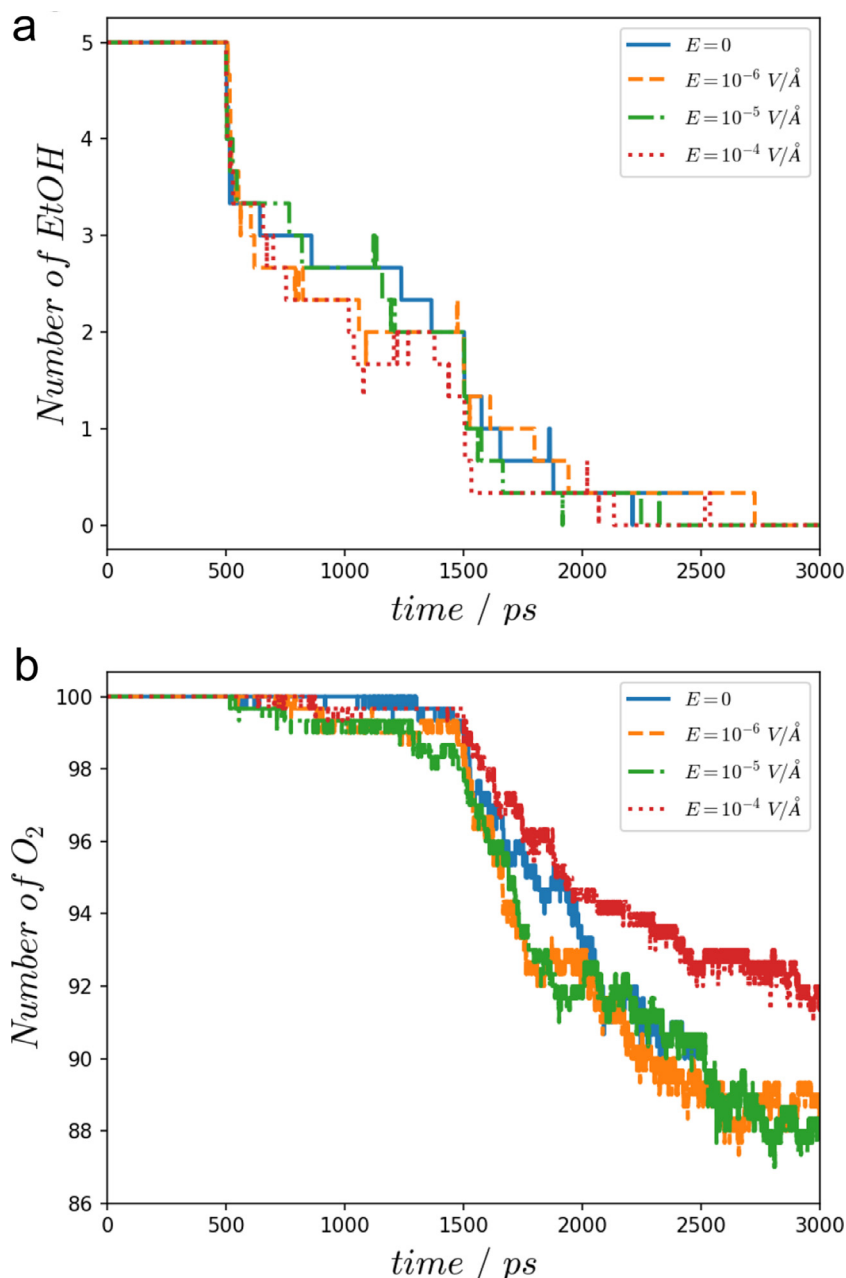 a
5
4
3
2
1
0
Number of EtOH
E = 0
E = 10⁻⁶ V/Å
E = 10⁻⁵ V/Å
E = 10⁻⁴ V/Å
0 500 1000 1500 2000 2500 3000
time / ps
b
100
98
96
94
92
90
88
86
Number of O₂
E = 0
E = 10⁻⁶ V/Å
E = 10⁻⁵ V/Å
E = 10⁻⁴ V/Å
0 500 1000 1500 2000 2500 3000
time / ps